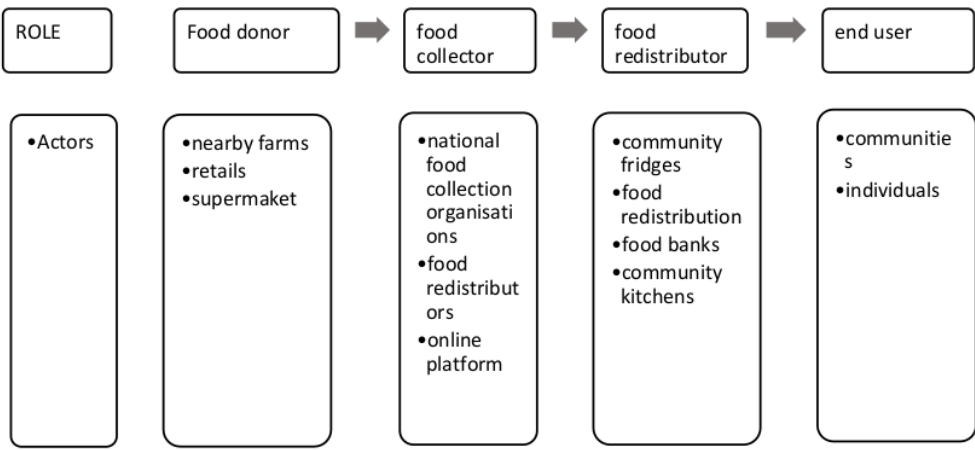 ROLE
Food donor
food
collector
food
redistributor
end user
•Actors
•nearby farms
•retails
•supermaket
•national
food
collection
organisati
ons
•food
redistribut
ors
•online
platform
•community
fridges
•food
redistribution
•food banks
•community
kitchens
•communitie
s
•individuals